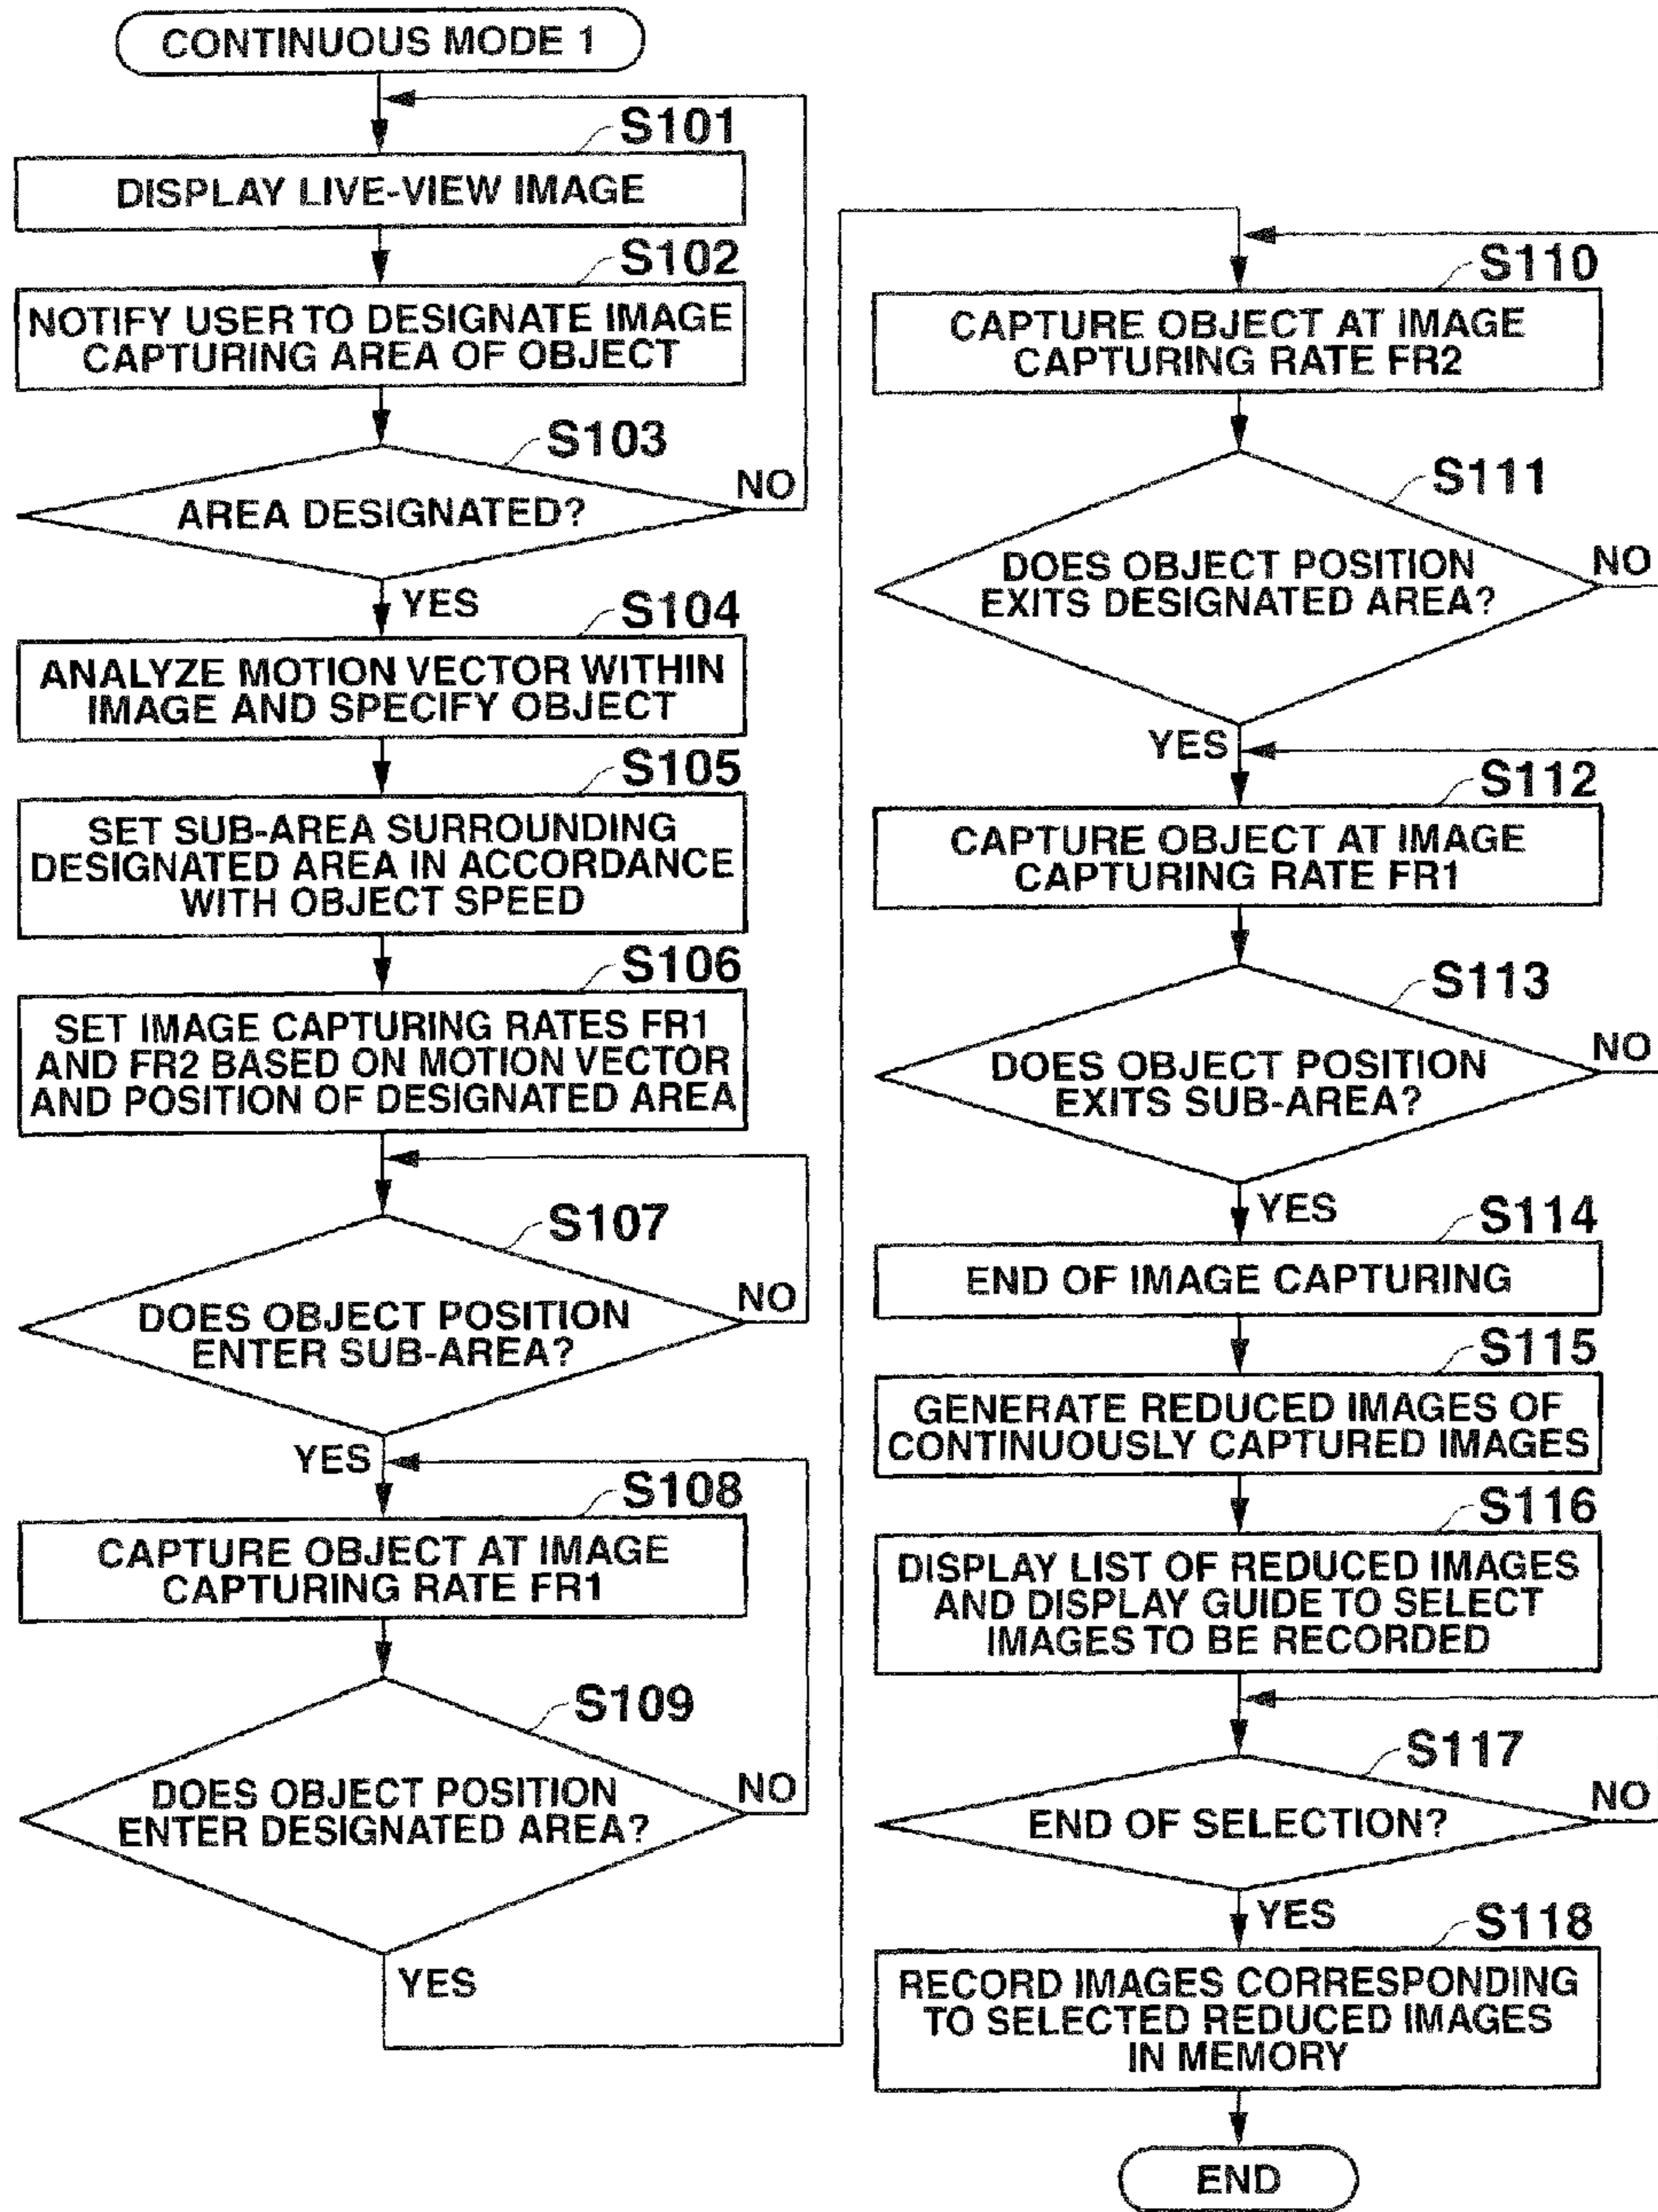 CONTINUOUS MODE 1
S101
DISPLAY LIVE-VIEW IMAGE
S102
NOTIFY USER TO DESIGNATE IMAGE
CAPTURING AREA OF OBJECT
S103
AREA DESIGNATED?
NO
YES
S104
ANALYZE MOTION VECTOR WITHIN
IMAGE AND SPECIFY OBJECT
S105
SET SUB-AREA SURROUNDING
DESIGNATED AREA IN ACCORDANCE
WITH OBJECT SPEED
S106
SET IMAGE CAPTURING RATES FR1
AND FR2 BASED ON MOTION VECTOR
AND POSITION OF DESIGNATED AREA
S107
DOES OBJECT POSITION
ENTER SUB-AREA?
NO
YES
S108
CAPTURE OBJECT AT IMAGE
CAPTURING RATE FR1
S109
DOES OBJECT POSITION
ENTER DESIGNATED AREA?
NO
YES
S110
CAPTURE OBJECT AT IMAGE
CAPTURING RATE FR2
S111
DOES OBJECT POSITION
EXITS DESIGNATED AREA?
NO
YES
S112
CAPTURE OBJECT AT IMAGE
CAPTURING RATE FR1
S113
DOES OBJECT POSITION
EXITS SUB-AREA?
NO
YES
S114
END OF IMAGE CAPTURING
S115
GENERATE REDUCED IMAGES OF
CONTINUOUSLY CAPTURED IMAGES
S116
DISPLAY LIST OF REDUCED IMAGES
AND DISPLAY GUIDE TO SELECT
IMAGES TO BE RECORDED
S117
END OF SELECTION?
NO
YES
S118
RECORD IMAGES CORRESPONDING
TO SELECTED REDUCED IMAGES
IN MEMORY
END